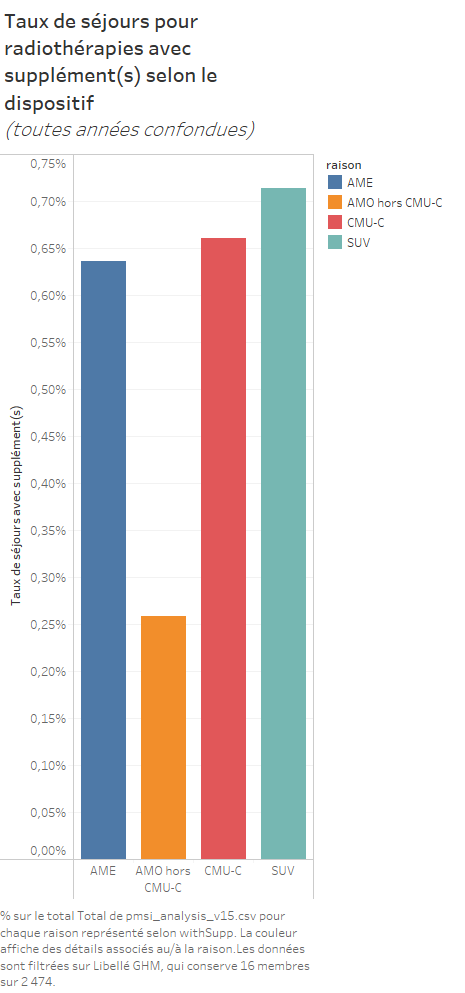 Taux de séjours pour
radiothérapies avec
supplément(s) selon le
dispositif
(toutes années confondues)
raison
AME
AMO hors CMU-C
CMU-C
SUV
0,75%
0,70%
0,65%
0,60%
0,55%
0,50%
0,45%
0,40%
0,35%
0,30%
0,25%
0,20%
0,15%
0,10%
0,05%
0,00%
Taux de séjours avec supplément(s)
AME
AMO hors
CMU-C
CMU-C
SUV
% sur le total Total de pmsi_analysis_v15.csv pour
chaque raison représenté selon withSupp. La couleur
affiche des détails associés au/à la raison.Les données
sont filtrées sur Libellé GHM, qui conserve 16 membres
sur 2 474.